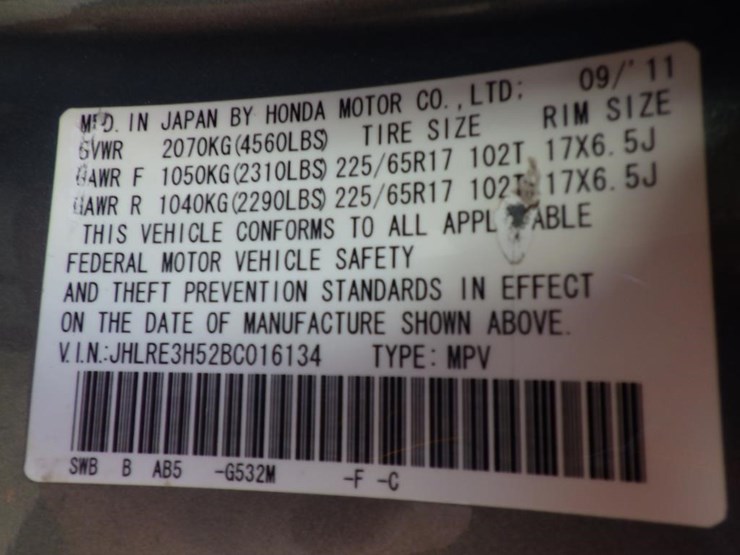 MFD. IN JAPAN BY HONDA MOTOR CO., LTD: 09/'11
GVWR 2070KG(4560LBS) TIRE SIZE RIM SIZE
GAWR F 1050KG(2310LBS) 225/65R17 102T 17X6.5J
GAWR R 1040KG(2290LBS) 225/65R17 102T 17X6.5J
THIS VEHICLE CONFORMS TO ALL APPL ABLE
FEDERAL MOTOR VEHICLE SAFETY
AND THEFT PREVENTION STANDARDS IN EFFECT
ON THE DATE OF MANUFACTURE SHOWN ABOVE.
V.I.N.:JHLRE3H52BC016134 TYPE: MPV
SWB B AB5 -G532M -F -C